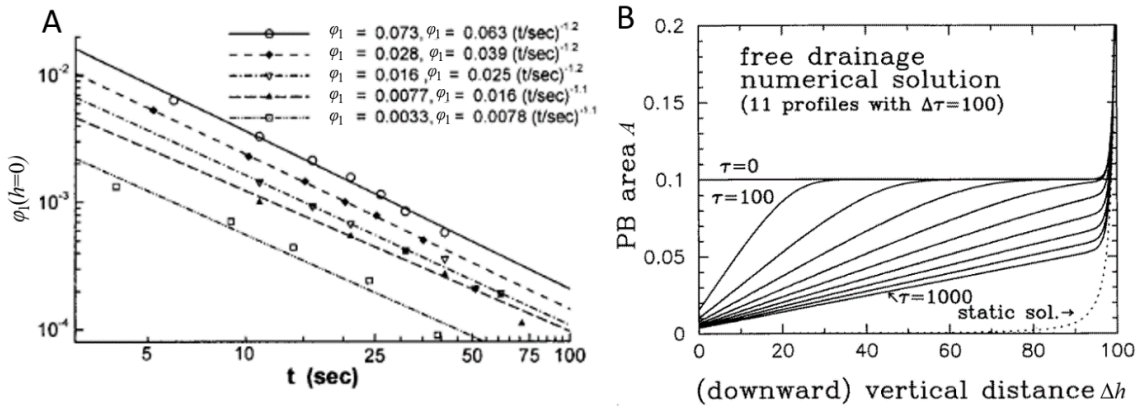 A
φ₁ = 0.073, φ₁ = 0.063 (t/sec)^-1.2
φ₁ = 0.028, φ₁ = 0.039 (t/sec)^-1.2
φ₁ = 0.016, φ₁ = 0.025 (t/sec)^-1.2
φ₁ = 0.0077, φ₁ = 0.016 (t/sec)^-1.1
φ₁ = 0.0033, φ₁ = 0.0078 (t/sec)^-1.1
10^-2
10^-3
10^-4
φ₁(h=0)
5 10 25 50 75 100
t (sec)
B
free drainage
numerical solution
(11 profiles with Δτ=100)
τ=0
τ=100
τ=1000
static sol.→
0.2
0.15
0.1
0.05
0
PB area A
0 20 40 60 80 100
(downward) vertical distance Δh